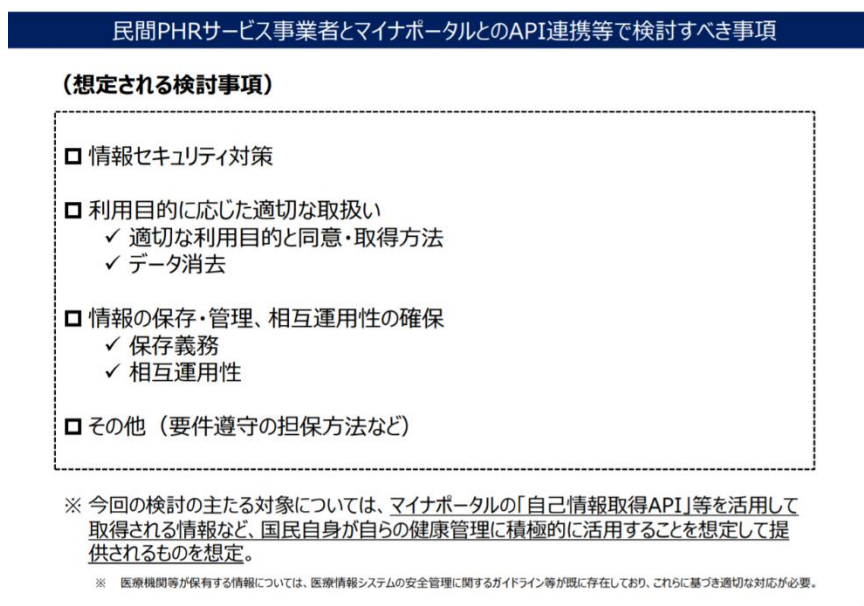 民間PHRサービス事業者とマイナポータルとのAPI連携等で検討すべき事項
（想定される検討事項）
情報セキュリティ対策
利用目的に応じた適切な取扱い
✓ 適切な利用目的と同意・取得方法
✓ データ消去
情報の保存・管理、相互運用性の確保
✓ 保存義務
✓ 相互運用性
その他（要件遵守の担保方法など）
※ 今回の検討の主たる対象については、マイナポータルの「自己情報取得API」等を活用して
取得される情報など、国民自身が自らの健康管理に積極的に活用することを想定して提
供されるものを想定。
※ 医療機関等が保有する情報については、医療情報システムの安全管理に関するガイドライン等が既に存在しており、これらに基づき適切な対応が必要。